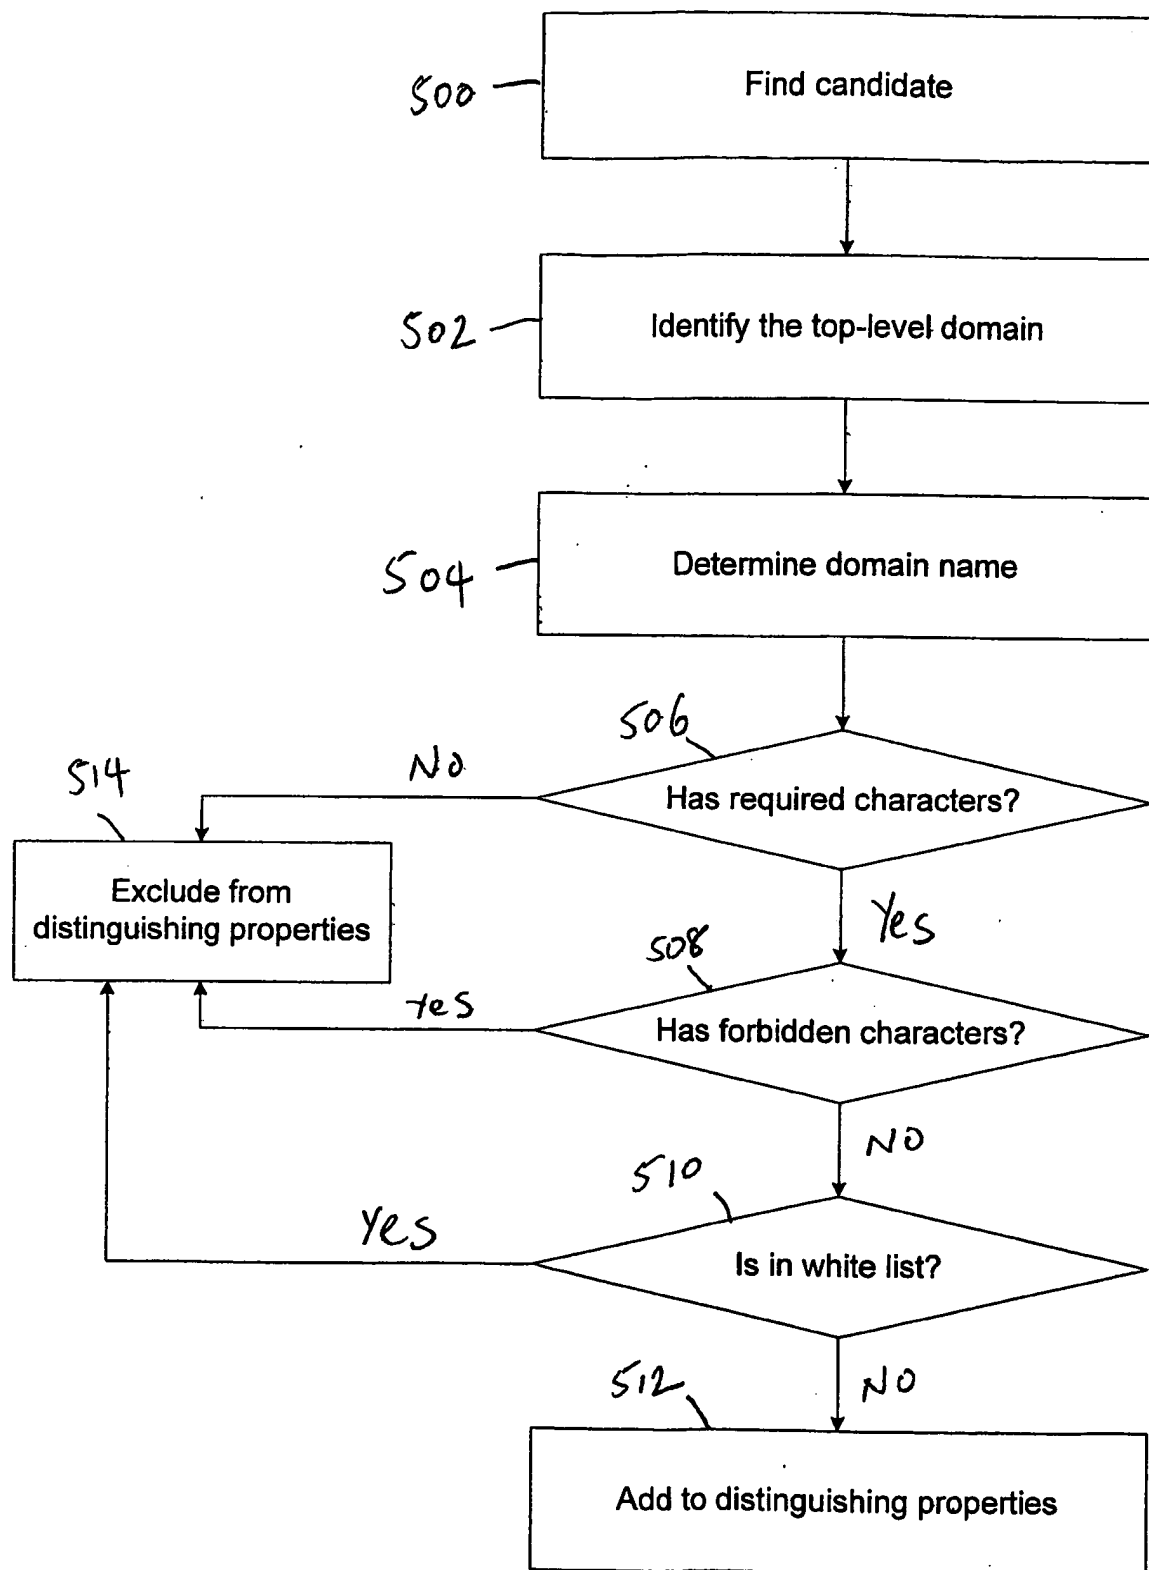 500
Find candidate
502
Identify the top-level domain
504
Determine domain name
506
514
No
Has required characters?
Exclude from
distinguishing properties
Yes
508
Yes
Has forbidden characters?
NO
510
Yes
Is in white list?
512
NO
Add to distinguishing properties